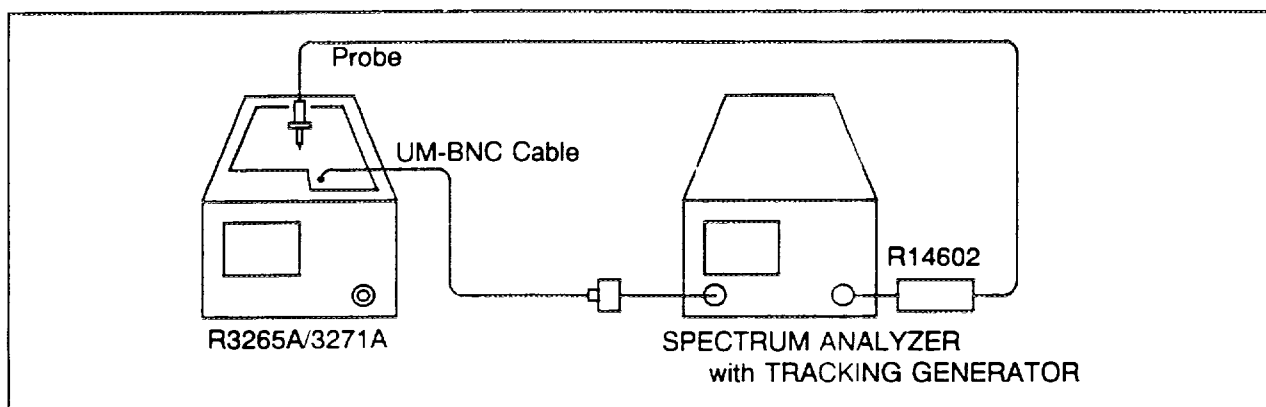 Probe
UM-BNC Cable
R14602
R3265A/3271A
SPECTRUM ANALYZER
with TRACKING GENERATOR